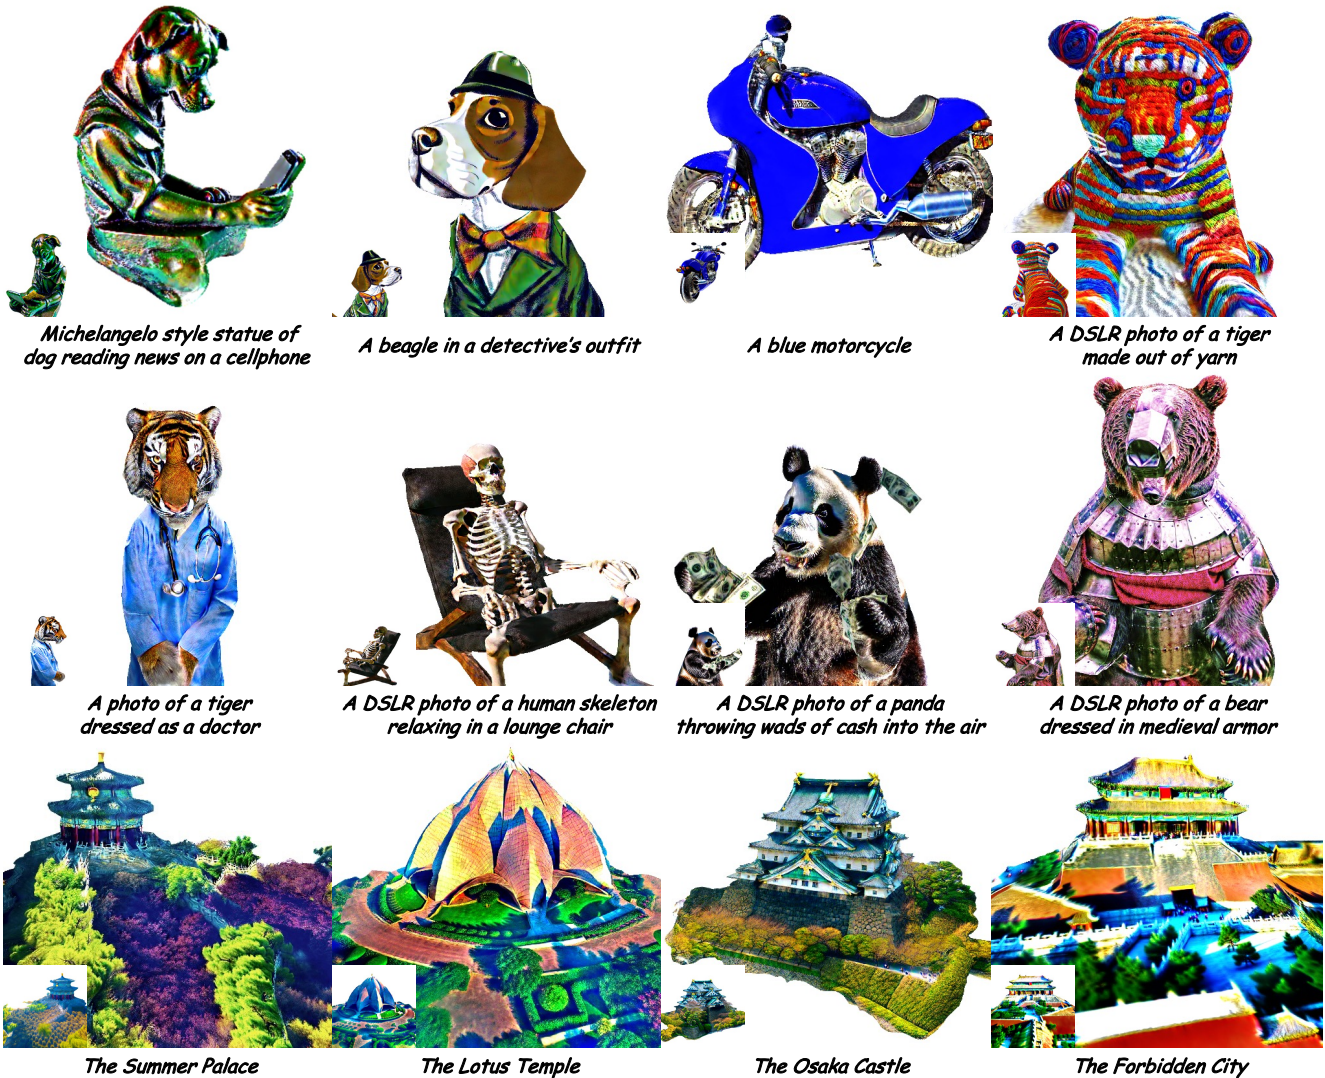 Michelangelo style statue of
dog reading news on a cellphone
A beagle in a detective's outfit
A blue motorcycle
A DSLR photo of a tiger
made out of yarn
A photo of a tiger
dressed as a doctor
A DSLR photo of a human skeleton
relaxing in a lounge chair
A DSLR photo of a panda
throwing wads of cash into the air
A DSLR photo of a bear
dressed in medieval armor
The Summer Palace
The Lotus Temple
The Osaka Castle
The Forbidden City